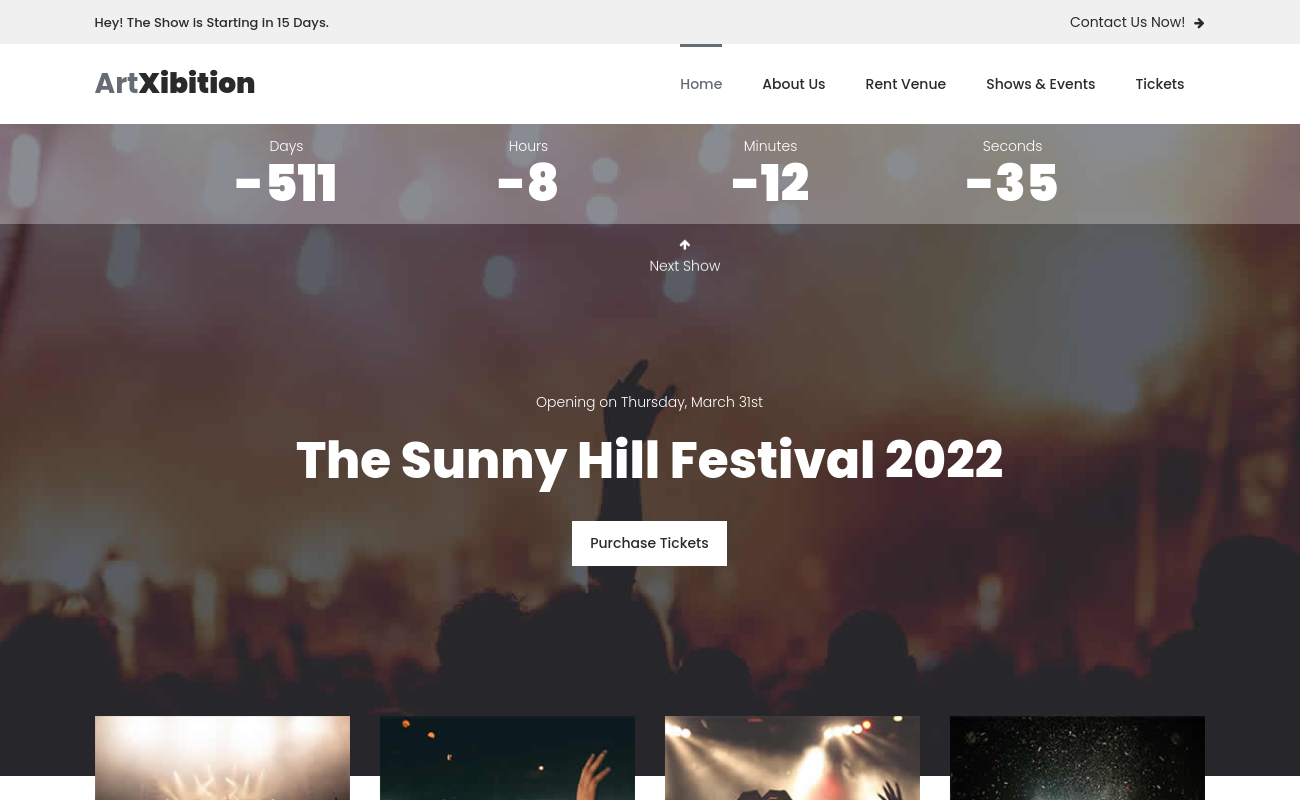 Hey! The Show is Starting in 15 Days.
Contact Us Now!
ArtXibition
Home About Us Rent Venue Shows & Events Tickets
Days Hours Minutes Seconds
-511 -8 -12 -35
Next Show
Opening on Thursday, March 31st
The Sunny Hill Festival 2022
Purchase Tickets